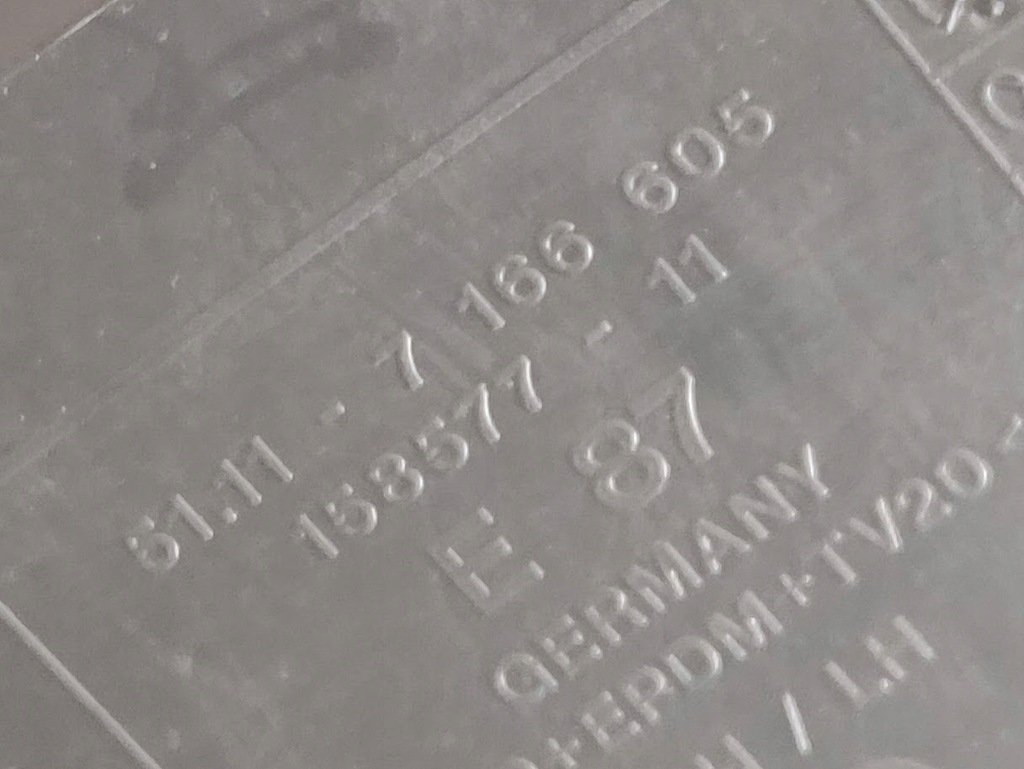 51.11 - 7 166 605
158577 - 11
E 87
GERMANY
+EPDM+TV20
/ LH